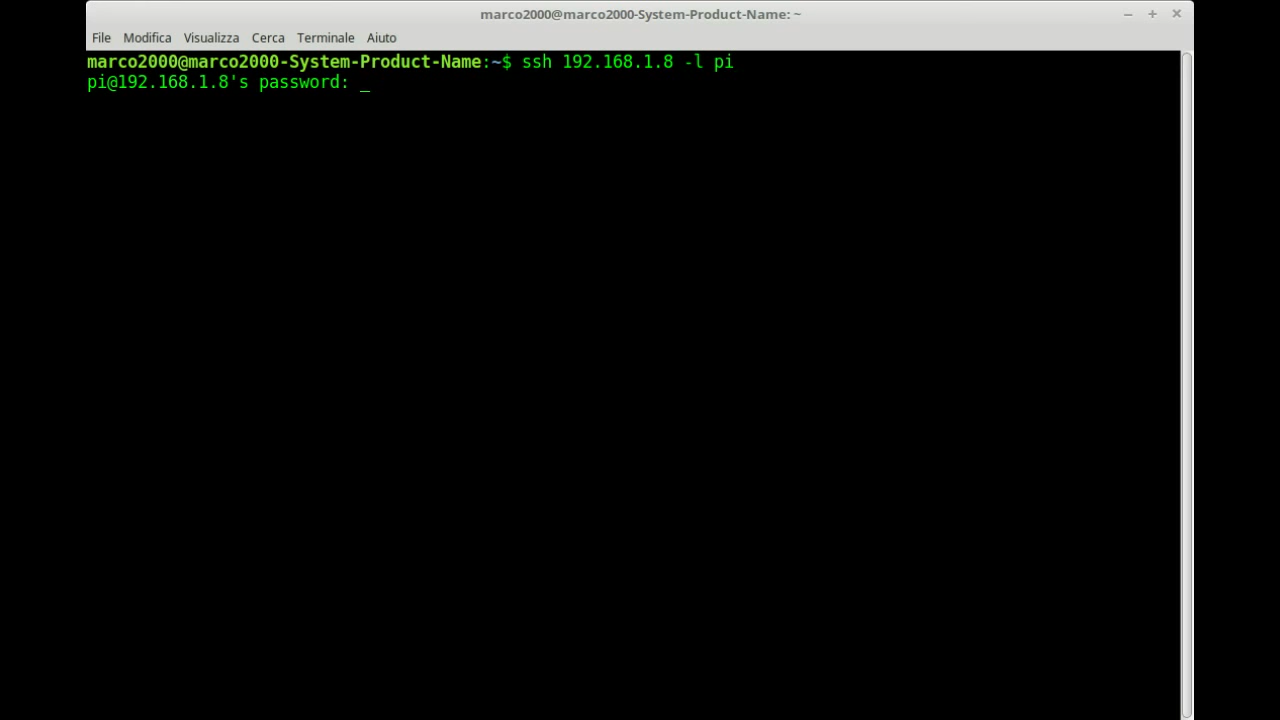 marco2000@marco2000-System-Product-Name: ~
File Modifica Visualizza Cerca Terminale Aiuto
marco2000@marco2000-System-Product-Name:~$ ssh 192.168.1.8 -l pi
pi@192.168.1.8's password: _